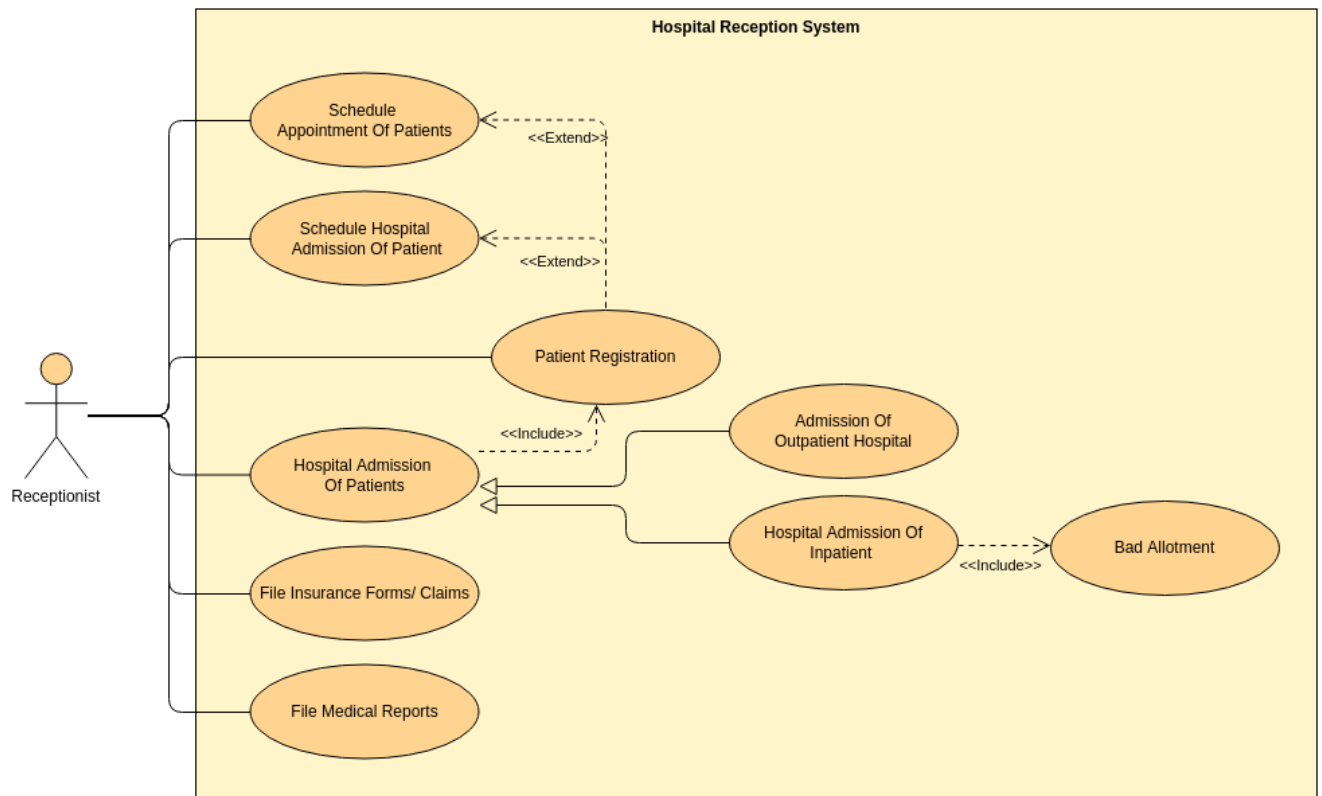 Hospital Reception System
Schedule
Appointment Of Patients
<<Extend>>
Schedule Hospital
Admission Of Patient
<<Extend>>
Patient Registration
Receptionist
<<Include>>
Hospital Admission
Of Patients
Admission Of
Outpatient Hospital
Hospital Admission Of
Inpatient
<<Include>>
Bad Allotment
File Insurance Forms/ Claims
File Medical Reports